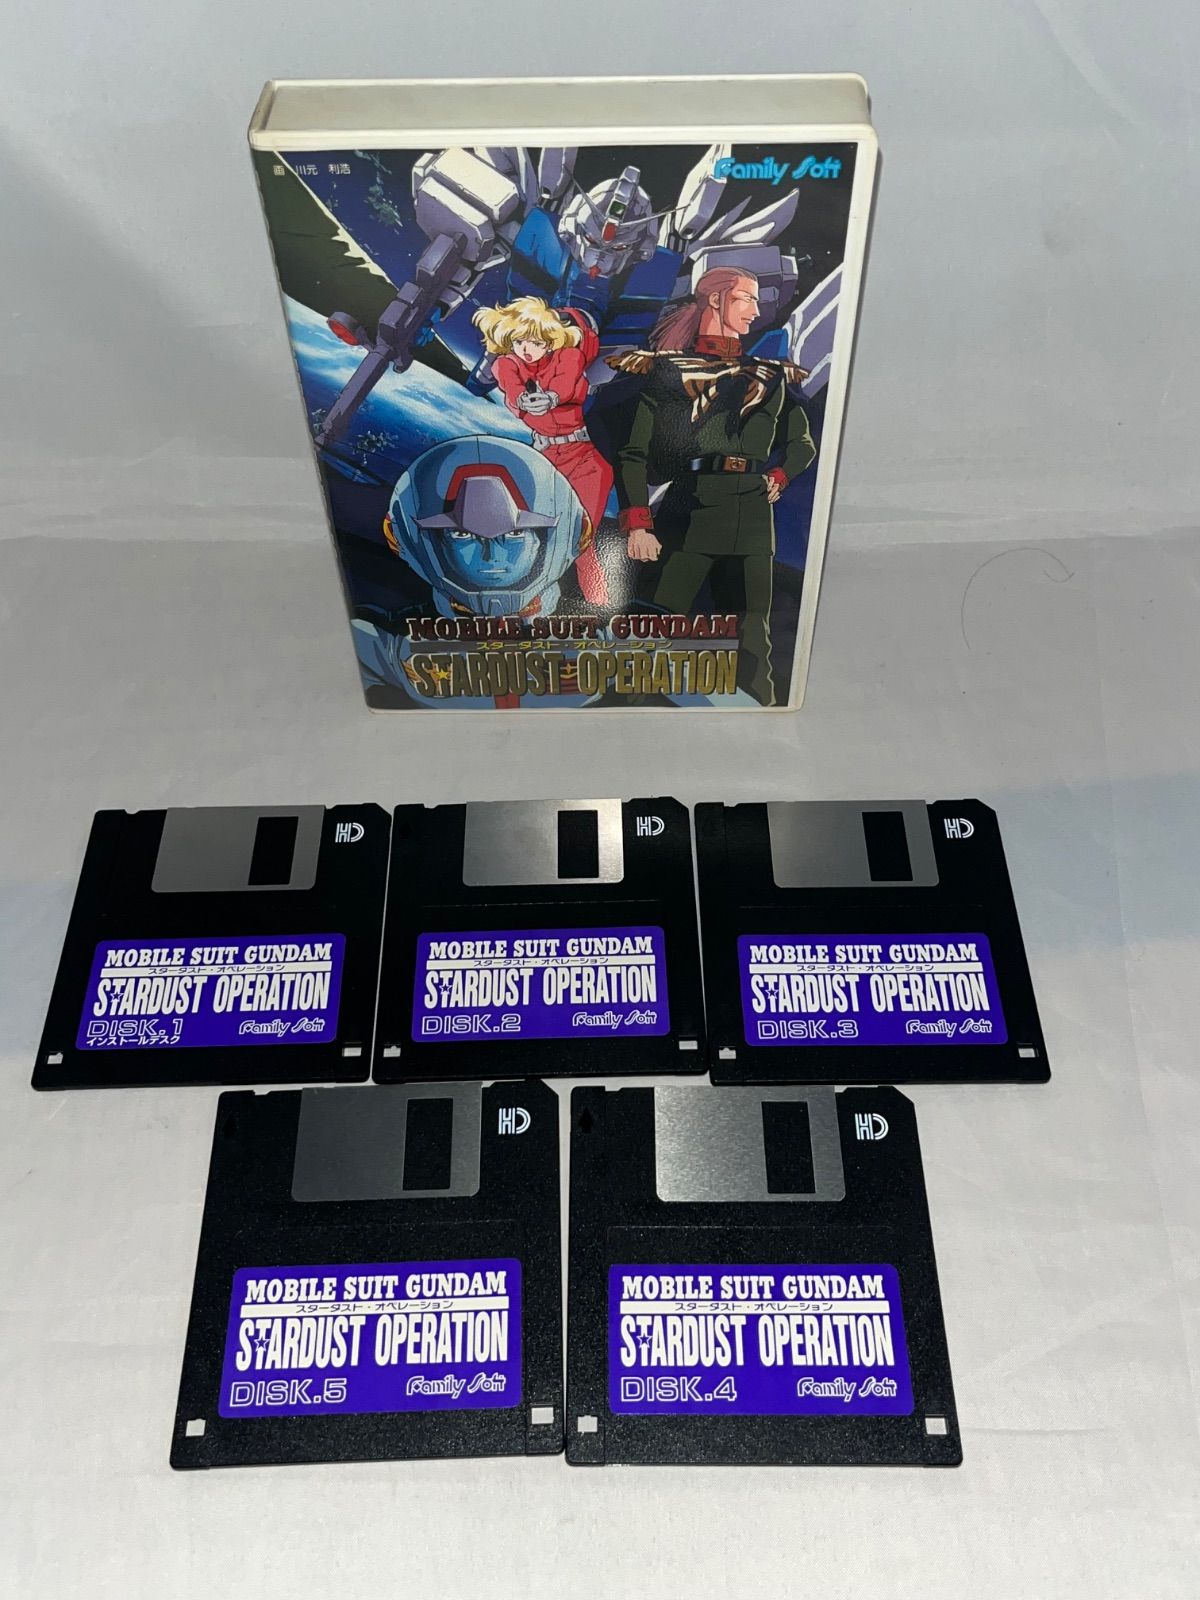 画 川元 利浩
Family Soft
MOBILE SUIT GUNDAM
スターダスト・オペレーション
STARDUST OPERATION
HD
MOBILE SUIT GUNDAM
スターダスト・オペレーション
STARDUST OPERATION
DISK.1
Family Soft
インストールデスク
HD
MOBILE SUIT GUNDAM
スターダスト・オペレーション
STARDUST OPERATION
DISK.2
Family Soft
HD
MOBILE SUIT GUNDAM
スターダスト・オペレーション
STARDUST OPERATION
DISK.3
Family Soft
HD
MOBILE SUIT GUNDAM
スターダスト・オペレーション
STARDUST OPERATION
DISK.5
Family Soft
HD
MOBILE SUIT GUNDAM
スターダスト・オペレーション
STARDUST OPERATION
DISK.4
Family Soft